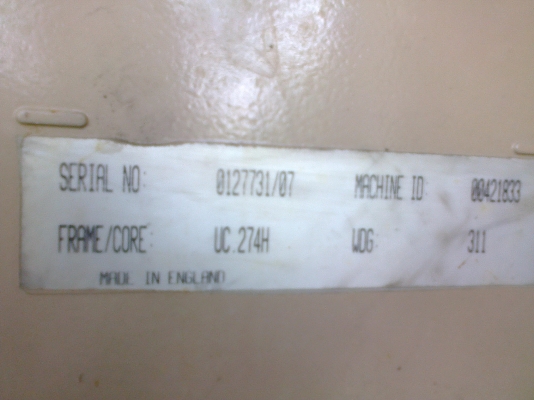 SERIAL NO: 0127731/07 MACHINE ID: 00421833
FRAME/CORE: UC.274H WDG: 311
MADE IN ENGLAND